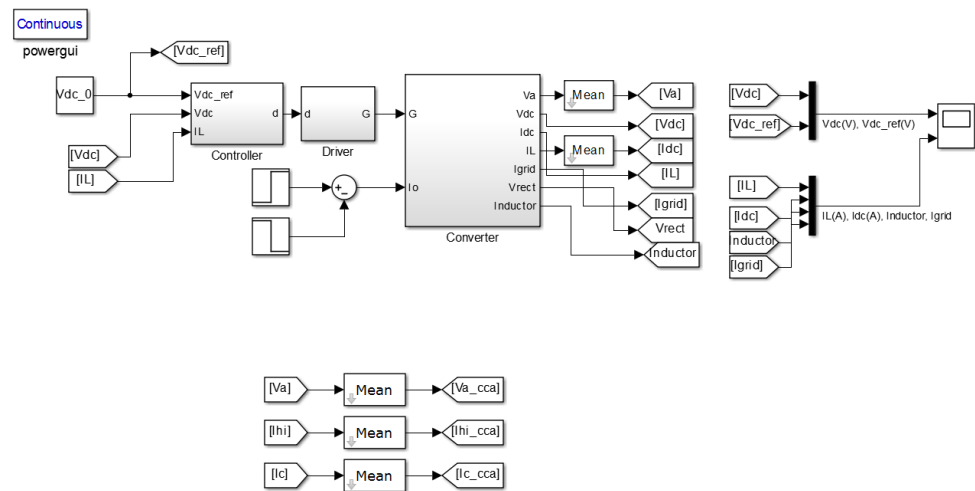 Continuous
powergui
[Vdc_ref]
Vdc_0
Vdc_ref
Vdc
IL
d
Controller
d
G
Driver
[Vdc]
[IL]
+
−
G
Io
Va
Vdc
Idc
IL
Igrid
Vrect
Inductor
Converter
Mean
Mean
[Va]
[Vdc]
[Idc]
[IL]
[Igrid]
Vrect
Inductor
[Vdc]
[Vdc_ref]
Vdc(V), Vdc_ref(V)
[IL]
[Idc]
Inductor
[Igrid]
IL(A), Idc(A), Inductor, Igrid
[Va]
Mean
[Va_cca]
[Ihi]
Mean
[Ihi_cca]
[Ic]
Mean
[Ic_cca]